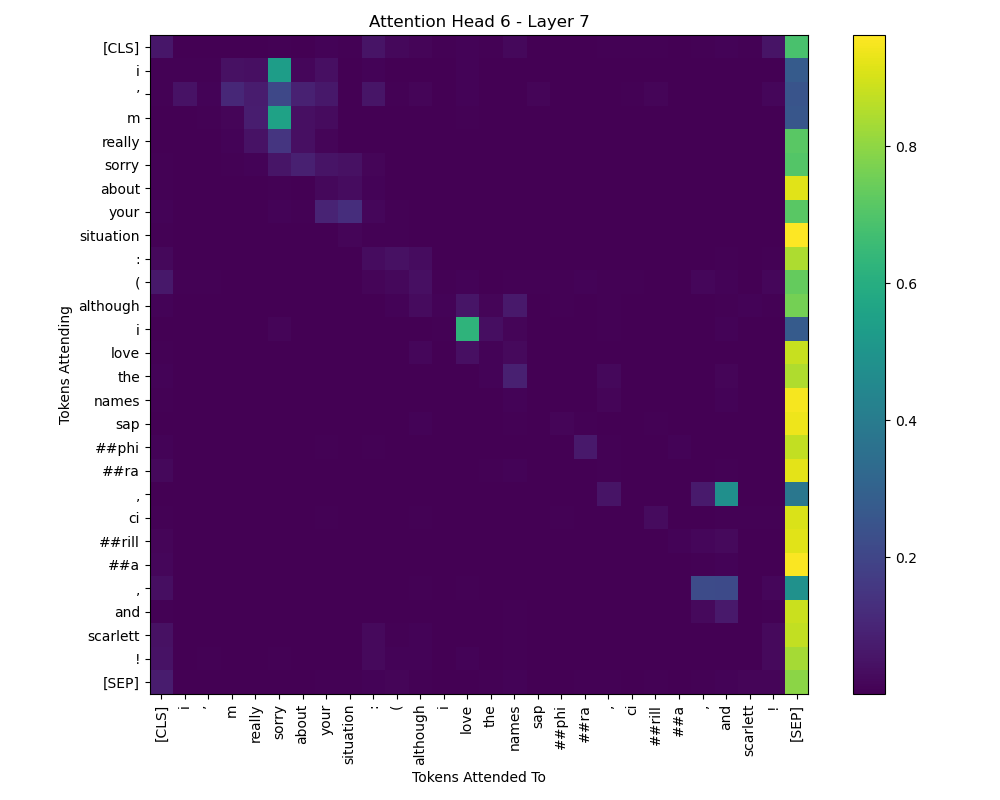 Attention Head 6 - Layer 7
Tokens Attending
[CLS]
i
'
m
really
sorry
about
your
situation
:
(
although
i
love
the
names
sap
##phi
##ra
,
ci
##rill
##a
,
and
scarlett
!
[SEP]
[CLS]
i
'
m
really
sorry
about
your
situation
:
(
although
i
love
the
names
sap
##phi
##ra
,
ci
##rill
##a
,
and
scarlett
!
[SEP]
Tokens Attended To
0.8
0.6
0.4
0.2